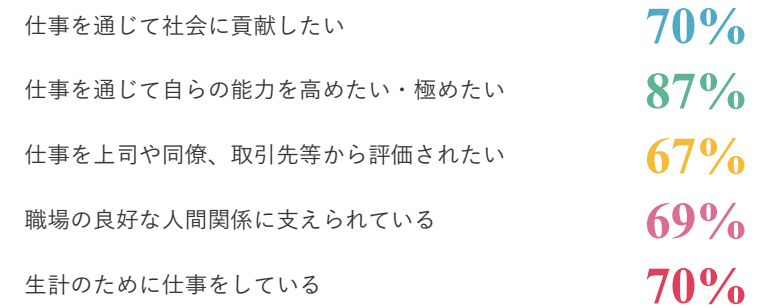 仕事を通じて社会に貢献したい 70%
仕事を通じて自らの能力を高めたい・極めたい 87%
仕事を上司や同僚、取引先等から評価されたい 67%
職場の良好な人間関係に支えられている 69%
生計のために仕事をしている 70%